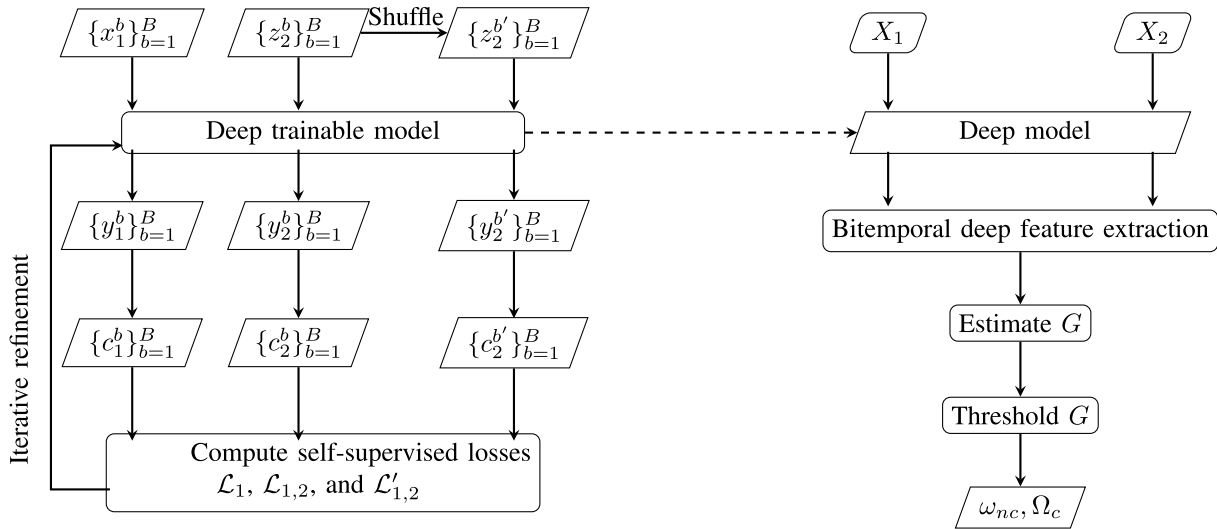 Shuffle
{x_1^b}_{b=1}^B
{z_2^b}_{b=1}^B
{z_2^{b'}}_{b=1}^B
Deep trainable model
{y_1^b}_{b=1}^B
{y_2^b}_{b=1}^B
{y_2^{b'}}_{b=1}^B
{c_1^b}_{b=1}^B
{c_2^b}_{b=1}^B
{c_2^{b'}}_{b=1}^B
Compute self-supervised losses
ℒ_1, ℒ_{1,2}, and ℒ'_{1,2}
Iterative refinement
X_1
X_2
Deep model
Bitemporal deep feature extraction
Estimate G
Threshold G
ω_{nc}, Ω_c